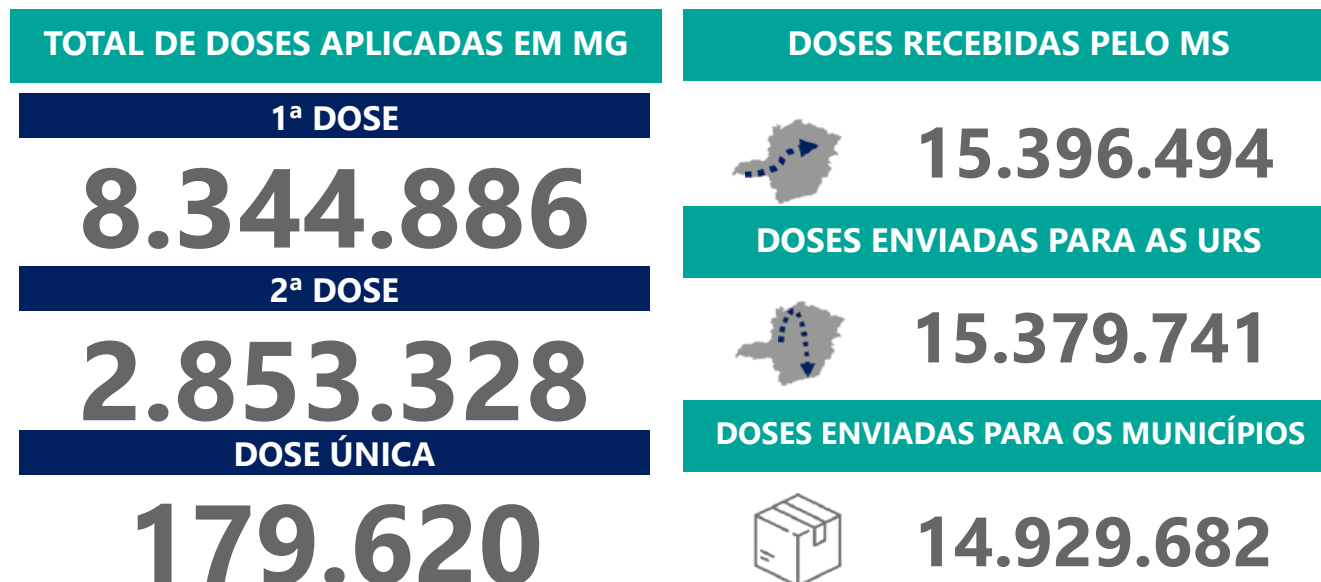 TOTAL DE DOSES APLICADAS EM MG
1ª DOSE
8.344.886
2ª DOSE
2.853.328
DOSE ÚNICA
179.620
DOSES RECEBIDAS PELO MS
15.396.494
DOSES ENVIADAS PARA AS URS
15.379.741
DOSES ENVIADAS PARA OS MUNICÍPIOS
14.929.682